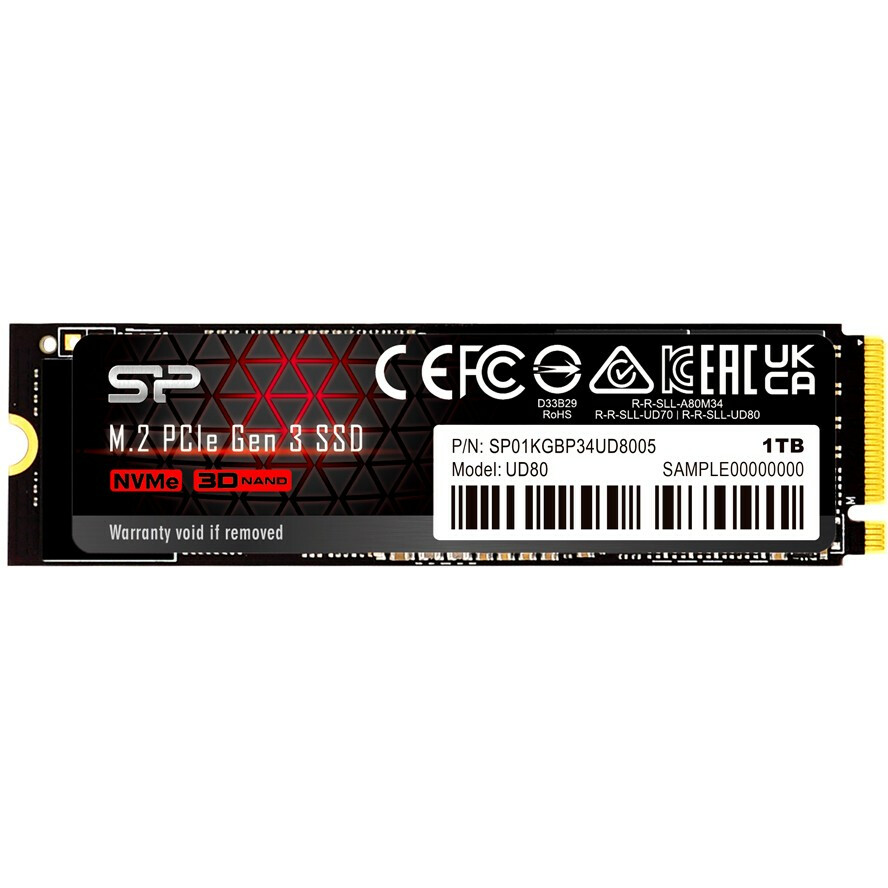 SP
M.2 PCIe Gen 3 SSD
NVMe 3D NAND
Warranty void if removed
CE FCC EAC UK CA
D33B29
RoHS
R-R-SLL-A80M34
R-R-SLL-UD70 | R-R-SLL-UD80
P/N: SP01KGBP34UD8005 1TB
Model: UD80 SAMPLE00000000
M